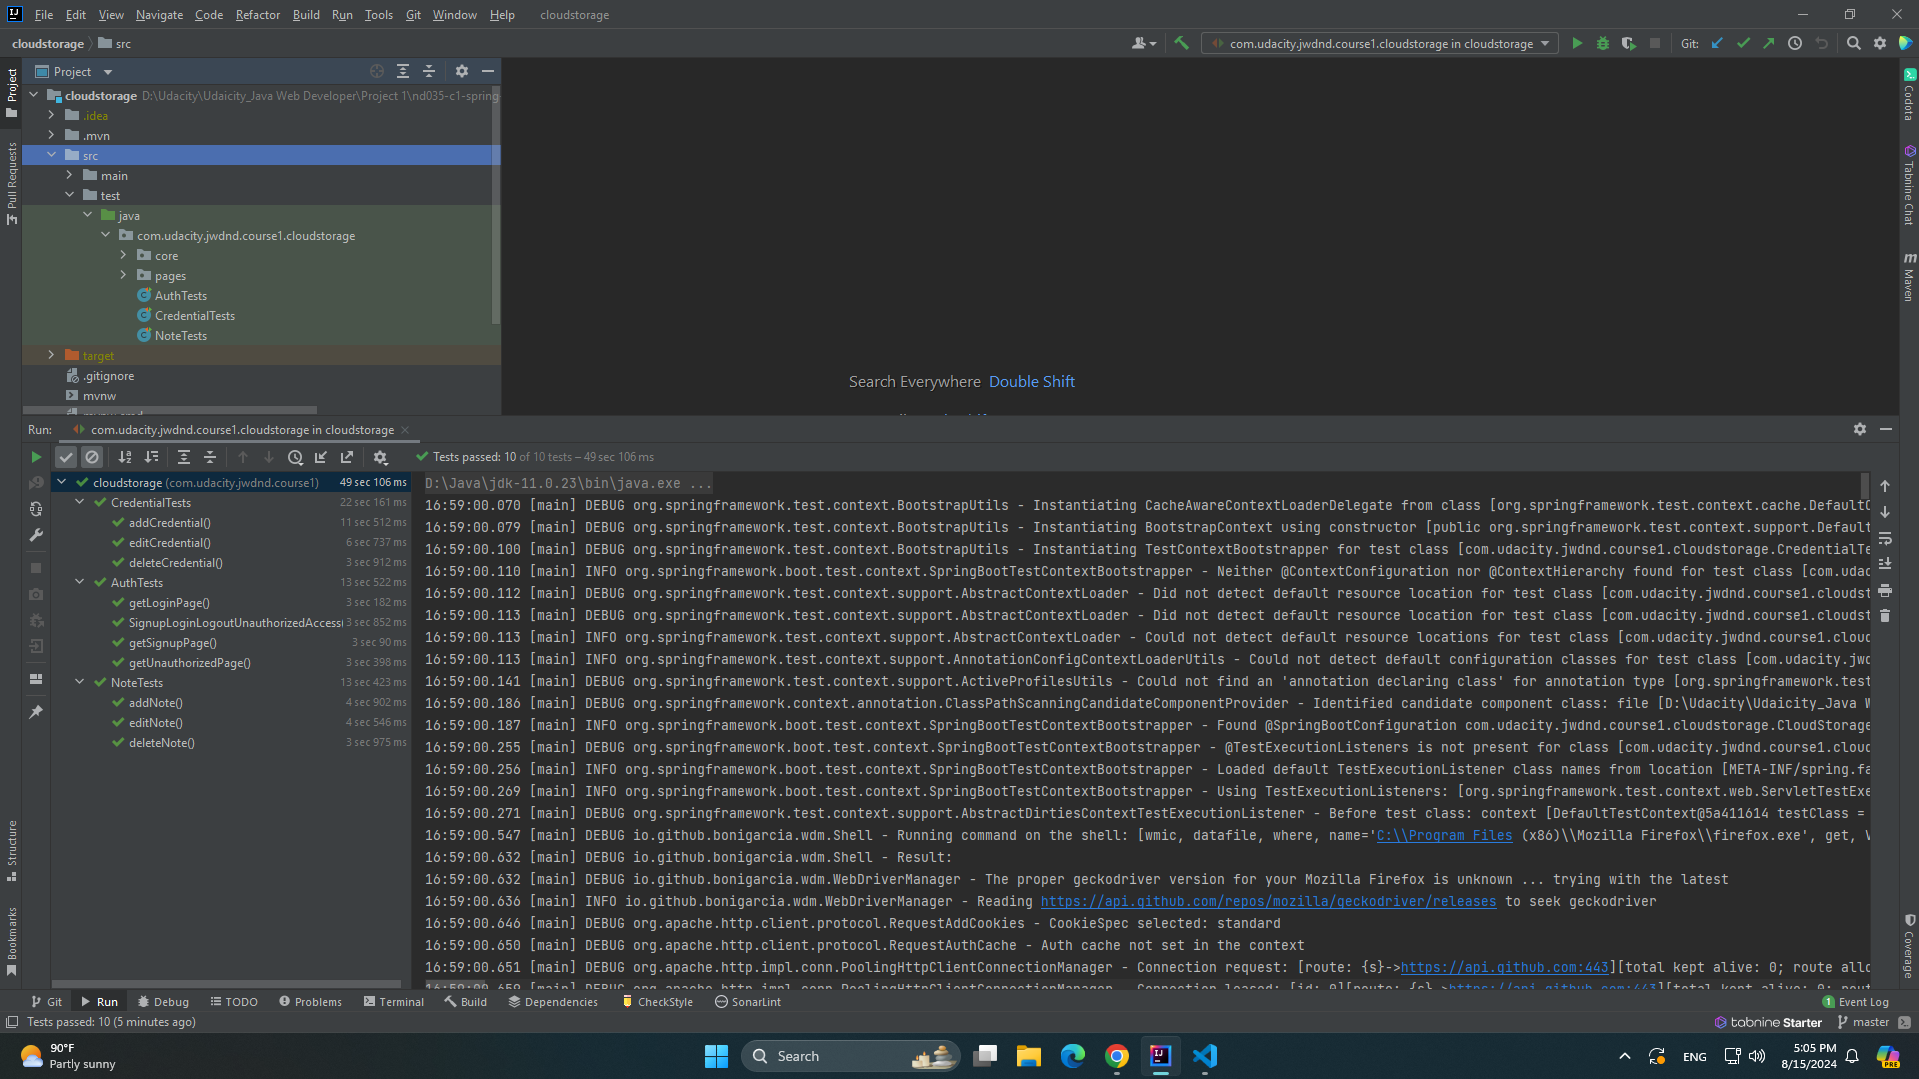 File Edit View Navigate Code Refactor Build Run Tools Git Window Help cloudstorage
cloudstorage src
com.udacity.jwdnd.course1.cloudstorage in cloudstorage
Git:
Project
cloudstorage D:\Udacity\Udaicity_Java Web Developer\Project 1\nd035-c1-spring-
.idea
.mvn
src
main
test
java
com.udacity.jwdnd.course1.cloudstorage
core
pages
AuthTests
CredentialTests
NoteTests
target
.gitignore
mvnw
Search Everywhere Double Shift
Project
Pull Requests
Structure
Bookmarks
Codota
Tabnine Chat
Maven
Coverage
Run: com.udacity.jwdnd.course1.cloudstorage in cloudstorage
Tests passed: 10 of 10 tests – 49 sec 106 ms
cloudstorage (com.udacity.jwdnd.course1) 49 sec 106 ms
CredentialTests 22 sec 161 ms
addCredential() 11 sec 512 ms
editCredential() 6 sec 737 ms
deleteCredential() 3 sec 912 ms
AuthTests 13 sec 522 ms
getLoginPage() 3 sec 182 ms
SignupLoginLogoutUnauthorizedAccess( 3 sec 852 ms
getSignupPage() 3 sec 90 ms
getUnauthorizedPage() 3 sec 398 ms
NoteTests 13 sec 423 ms
addNote() 4 sec 902 ms
editNote() 4 sec 546 ms
deleteNote() 3 sec 975 ms
D:\Java\jdk-11.0.23\bin\java.exe ...
16:59:00.070 [main] DEBUG org.springframework.test.context.BootstrapUtils - Instantiating CacheAwareContextLoaderDelegate from class [org.springframework.test.context.cache.DefaultC
16:59:00.079 [main] DEBUG org.springframework.test.context.BootstrapUtils - Instantiating BootstrapContext using constructor [public org.springframework.test.context.support.Default
16:59:00.100 [main] DEBUG org.springframework.test.context.BootstrapUtils - Instantiating TestContextBootstrapper for test class [com.udacity.jwdnd.course1.cloudstorage.CredentialTe
16:59:00.110 [main] INFO org.springframework.boot.test.context.SpringBootTestContextBootstrapper - Neither @ContextConfiguration nor @ContextHierarchy found for test class [com.udac
16:59:00.112 [main] DEBUG org.springframework.test.context.support.AbstractContextLoader - Did not detect default resource location for test class [com.udacity.jwdnd.course1.cloudst
16:59:00.113 [main] DEBUG org.springframework.test.context.support.AbstractContextLoader - Did not detect default resource location for test class [com.udacity.jwdnd.course1.cloudst
16:59:00.113 [main] INFO org.springframework.test.context.support.AbstractContextLoader - Could not detect default resource locations for test class [com.udacity.jwdnd.course1.cloud
16:59:00.113 [main] INFO org.springframework.test.context.support.AnnotationConfigContextLoaderUtils - Could not detect default configuration classes for test class [com.udacity.jwd
16:59:00.141 [main] DEBUG org.springframework.test.context.support.ActiveProfilesUtils - Could not find an 'annotation declaring class' for annotation type [org.springframework.test
16:59:00.186 [main] DEBUG org.springframework.context.annotation.ClassPathScanningCandidateComponentProvider - Identified candidate component class: file [D:\Udacity\Udaicity_Java W
16:59:00.187 [main] INFO org.springframework.boot.test.context.SpringBootTestContextBootstrapper - Found @SpringBootConfiguration com.udacity.jwdnd.course1.cloudstorage.CloudStorage
16:59:00.255 [main] DEBUG org.springframework.boot.test.context.SpringBootTestContextBootstrapper - @TestExecutionListeners is not present for class [com.udacity.jwdnd.course1.cloud
16:59:00.256 [main] INFO org.springframework.boot.test.context.SpringBootTestContextBootstrapper - Loaded default TestExecutionListener class names from location [META-INF/spring.fa
16:59:00.269 [main] INFO org.springframework.boot.test.context.SpringBootTestContextBootstrapper - Using TestExecutionListeners: [org.springframework.test.context.web.ServletTestExe
16:59:00.271 [main] DEBUG org.springframework.test.context.support.AbstractDirtiesContextTestExecutionListener - Before test class: context [DefaultTestContext@5a411614 testClass =
16:59:00.547 [main] DEBUG io.github.bonigarcia.wdm.Shell - Running command on the shell: [wmic, datafile, where, name='C:\\Program Files (x86)\\Mozilla Firefox\\firefox.exe', get, V
16:59:00.632 [main] DEBUG io.github.bonigarcia.wdm.Shell - Result:
16:59:00.632 [main] DEBUG io.github.bonigarcia.wdm.WebDriverManager - The proper geckodriver version for your Mozilla Firefox is unknown ... trying with the latest
16:59:00.636 [main] INFO io.github.bonigarcia.wdm.WebDriverManager - Reading https://api.github.com/repos/mozilla/geckodriver/releases to seek geckodriver
16:59:00.646 [main] DEBUG org.apache.http.client.protocol.RequestAddCookies - CookieSpec selected: standard
16:59:00.650 [main] DEBUG org.apache.http.client.protocol.RequestAuthCache - Auth cache not set in the context
16:59:00.651 [main] DEBUG org.apache.http.impl.conn.PoolingHttpClientConnectionManager - Connection request: [route: {s}->https://api.github.com:443][total kept alive: 0; route allo
Git Run Debug TODO Problems Terminal Build Dependencies CheckStyle SonarLint 1 Event Log
Tests passed: 10 (5 minutes ago) tabnine Starter master
90°F
Partly sunny
Search
ENG
5:05 PM
8/15/2024
PRE